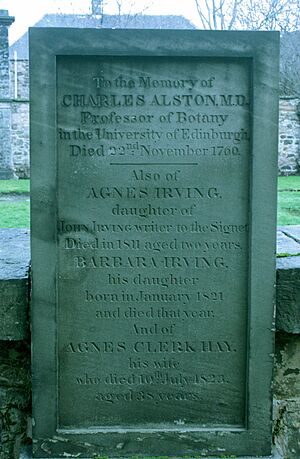 To the Memory of
CHARLES ALSTON, M.D.
Professor of Botany
in the University of Edinburgh,
Died 22nd November 1760.
Also of
AGNES IRVING,
daughter of
JOHN IRVING writer to the Signet
Died in 1811 aged two years.
BARBARA IRVING,
his daughter
born in January 1821
and died that year.
And of
AGNES CLERK HAY,
his wife
who died 10th July 1823.
aged 38 years.